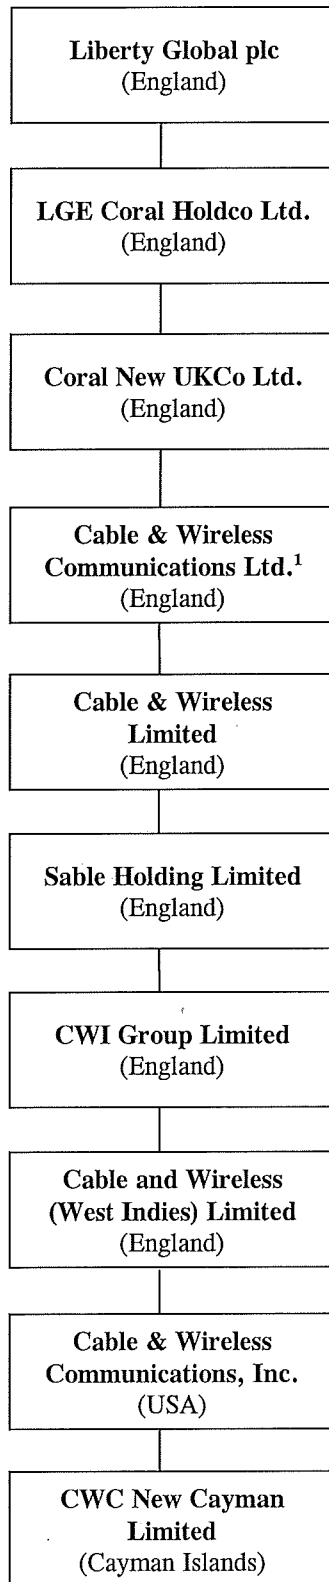 Liberty Global plc
(England)
LGE Coral Holdco Ltd.
(England)
Coral New UKCo Ltd.
(England)
Cable & Wireless
Communications Ltd.¹
(England)
Cable & Wireless
Limited
(England)
Sable Holding Limited
(England)
CWI Group Limited
(England)
Cable and Wireless
(West Indies) Limited
(England)
Cable & Wireless
Communications, Inc.
(USA)
CWC New Cayman
Limited
(Cayman Islands)